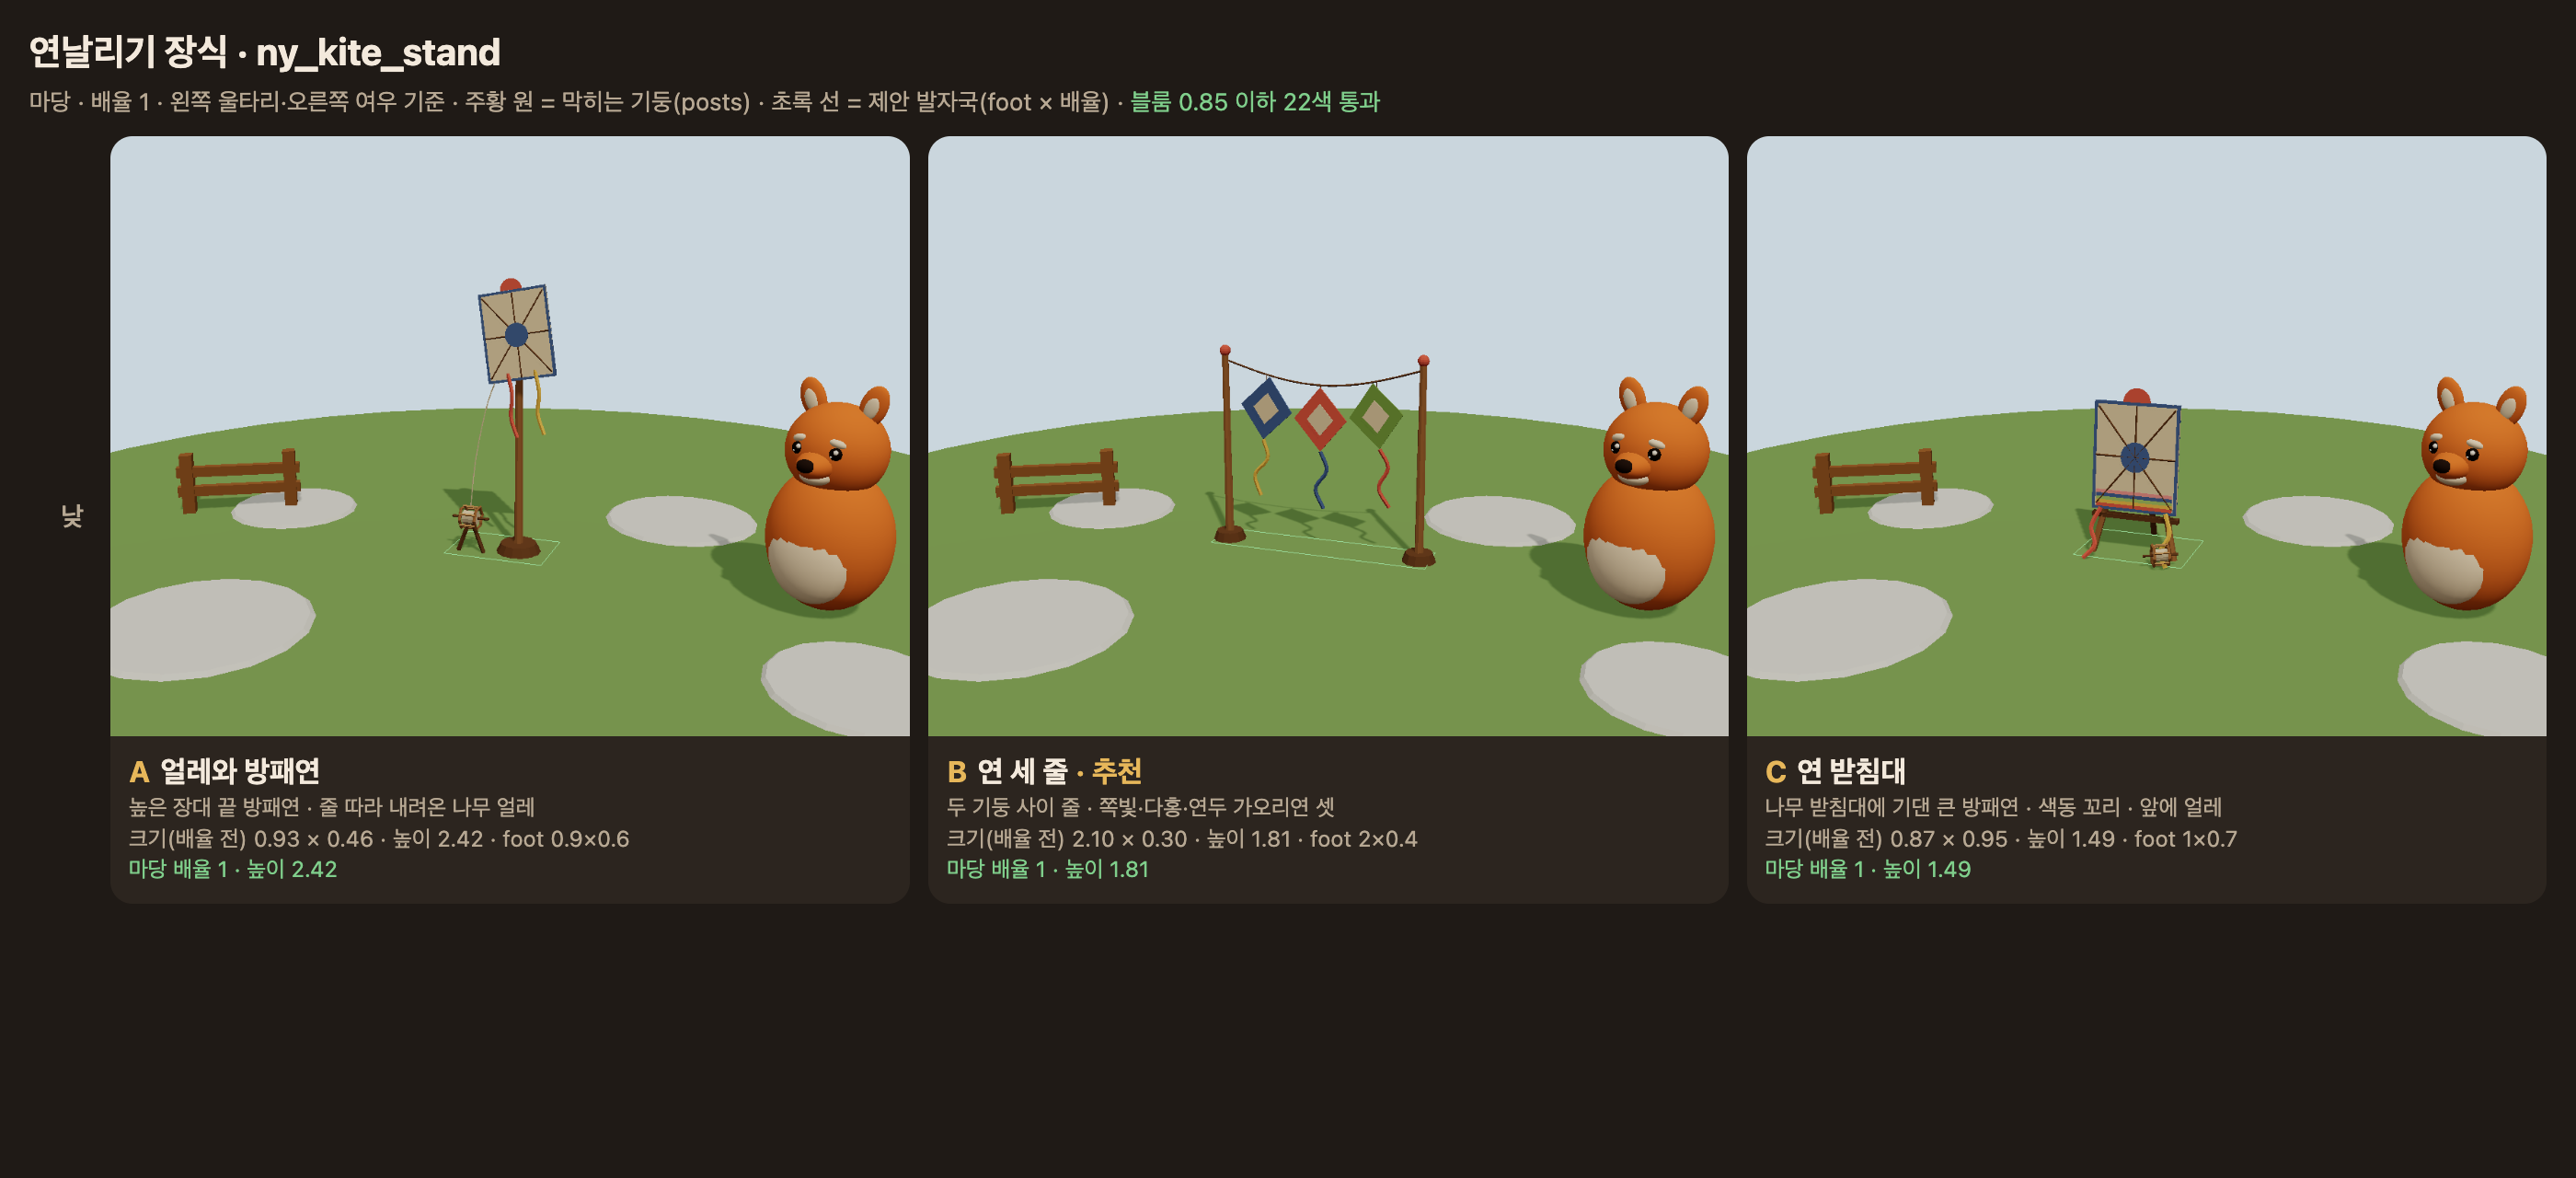 연날리기 장식 · ny_kite_stand
마당 · 배율 1 · 왼쪽 울타리·오른쪽 여우 기준 · 주황 원 = 막히는 기둥(posts) · 초록 선 = 제안 발자국(foot × 배율) · 블룸 0.85 이하 22색 통과
낮
A 얼레와 방패연
높은 장대 끝 방패연 · 줄 따라 내려온 나무 얼레
크기(배율 전) 0.93 × 0.46 · 높이 2.42 · foot 0.9×0.6
마당 배율 1 · 높이 2.42
B 연 세 줄 · 추천
두 기둥 사이 줄 · 쪽빛·다홍·연두 가오리연 셋
크기(배율 전) 2.10 × 0.30 · 높이 1.81 · foot 2×0.4
마당 배율 1 · 높이 1.81
C 연 받침대
나무 받침대에 기댄 큰 방패연 · 색동 꼬리 · 앞에 얼레
크기(배율 전) 0.87 × 0.95 · 높이 1.49 · foot 1×0.7
마당 배율 1 · 높이 1.49